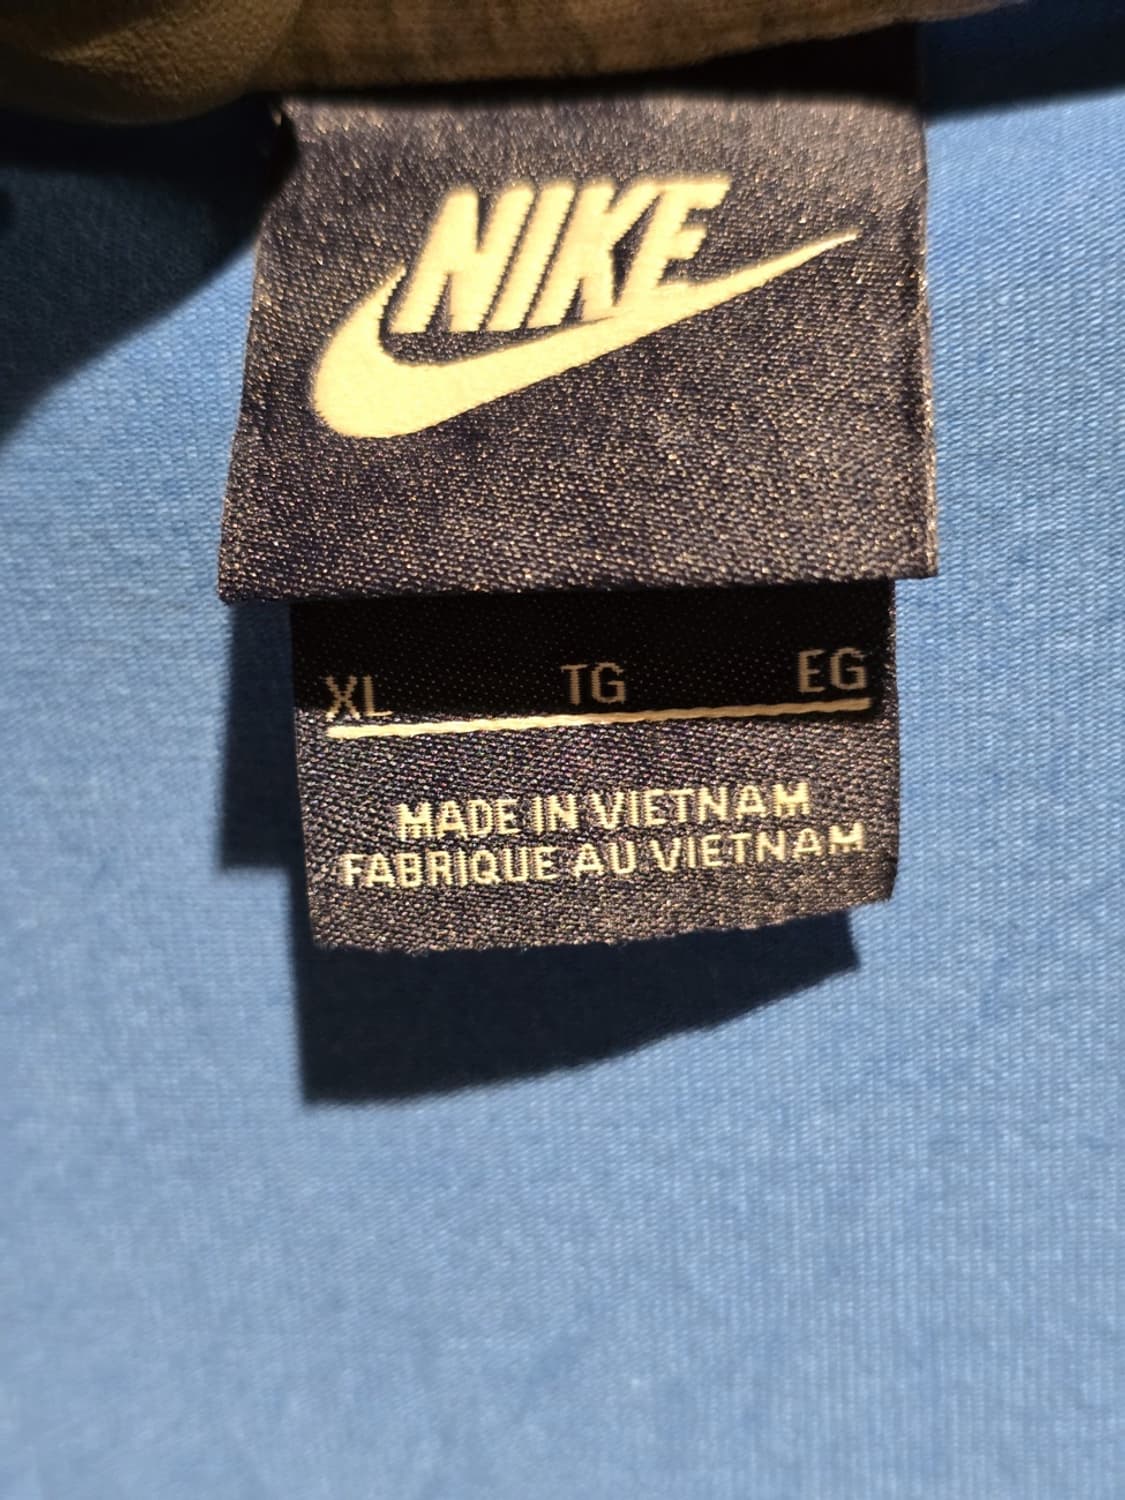 NIKE
XL TG EG
MADE IN VIETNAM
FABRIQUE AU VIETNAM